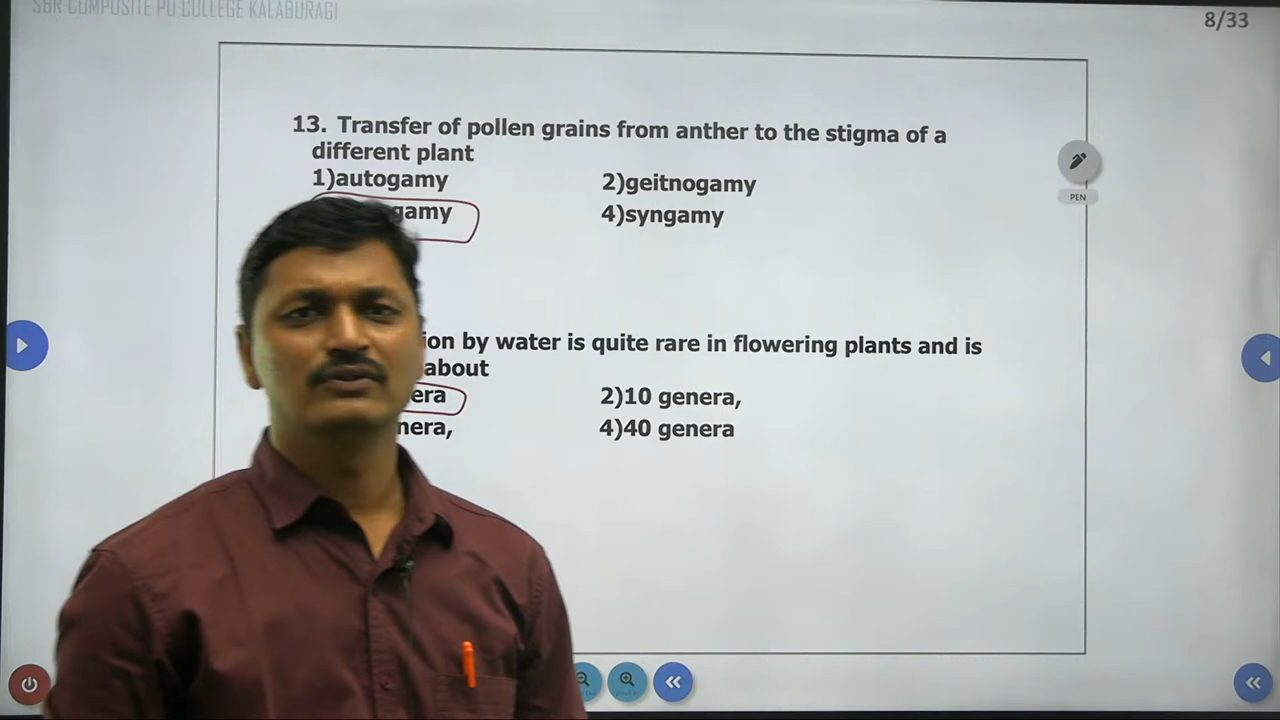 SBR COMPOSITE PU COLLEGE KALABURAGI
8/33
13. Transfer of pollen grains from anther to the stigma of a
different plant
1)autogamy 2)geitnogamy
gamy 4)syngamy
PEN
ion by water is quite rare in flowering plants and is
about
era 2)10 genera,
nera, 4)40 genera